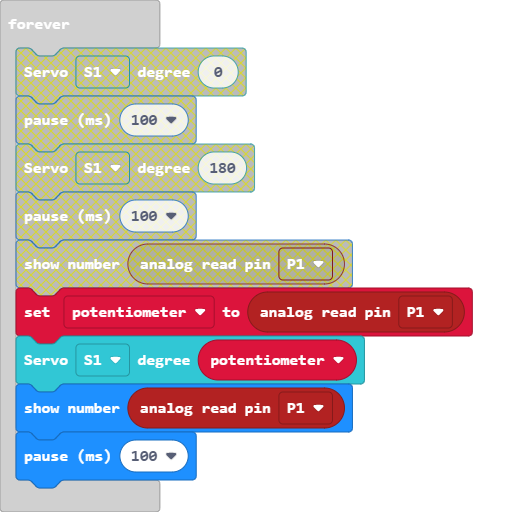 forever
Servo S1 degree 0
pause (ms) 100
Servo S1 degree 180
pause (ms) 100
show number analog read pin P1
set potentiometer to analog read pin P1
Servo S1 degree potentiometer
show number analog read pin P1
pause (ms) 100